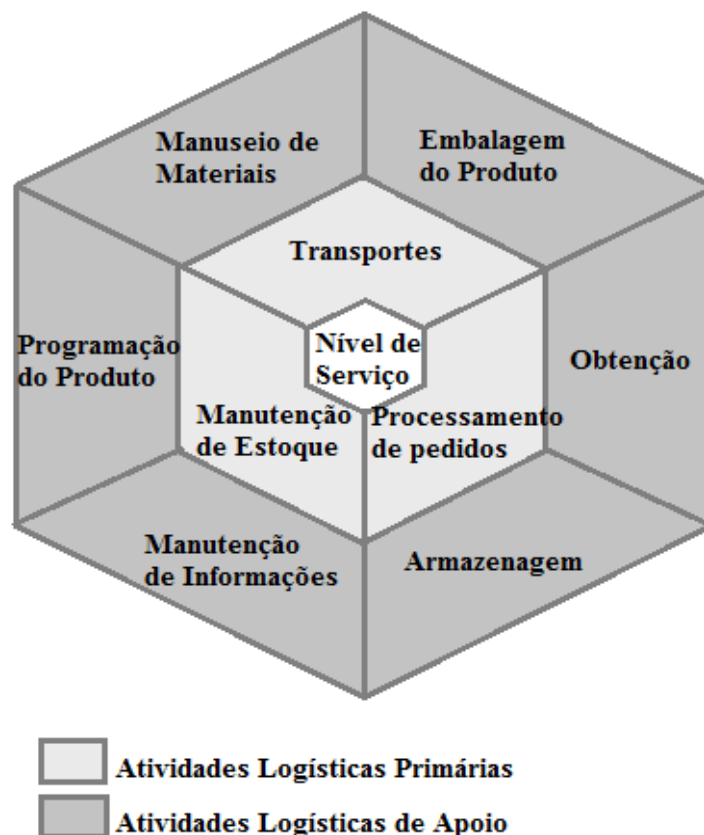 Manuseio de
Materiais
Embalagem
do Produto
Transportes
Programação
do Produto
Nível de
Serviço
Obtenção
Manutenção
de Estoque
Processamento
de pedidos
Manutenção
de Informações
Armazenagem
Atividades Logísticas Primárias
Atividades Logísticas de Apoio